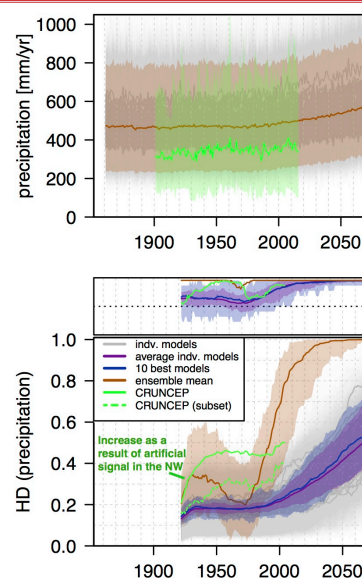 1000
800
600
400
200
0
precipitation [mm/yr]
1900 1950 2000 2050
indv. models
average indv. models
10 best models
ensemble mean
CRUNCEP
CRUNCEP (subset)
Increase as a
result of artificial
signal in the NW
1.0
0.8
0.6
0.4
0.2
0.0
HD (precipitation)
1900 1950 2000 2050